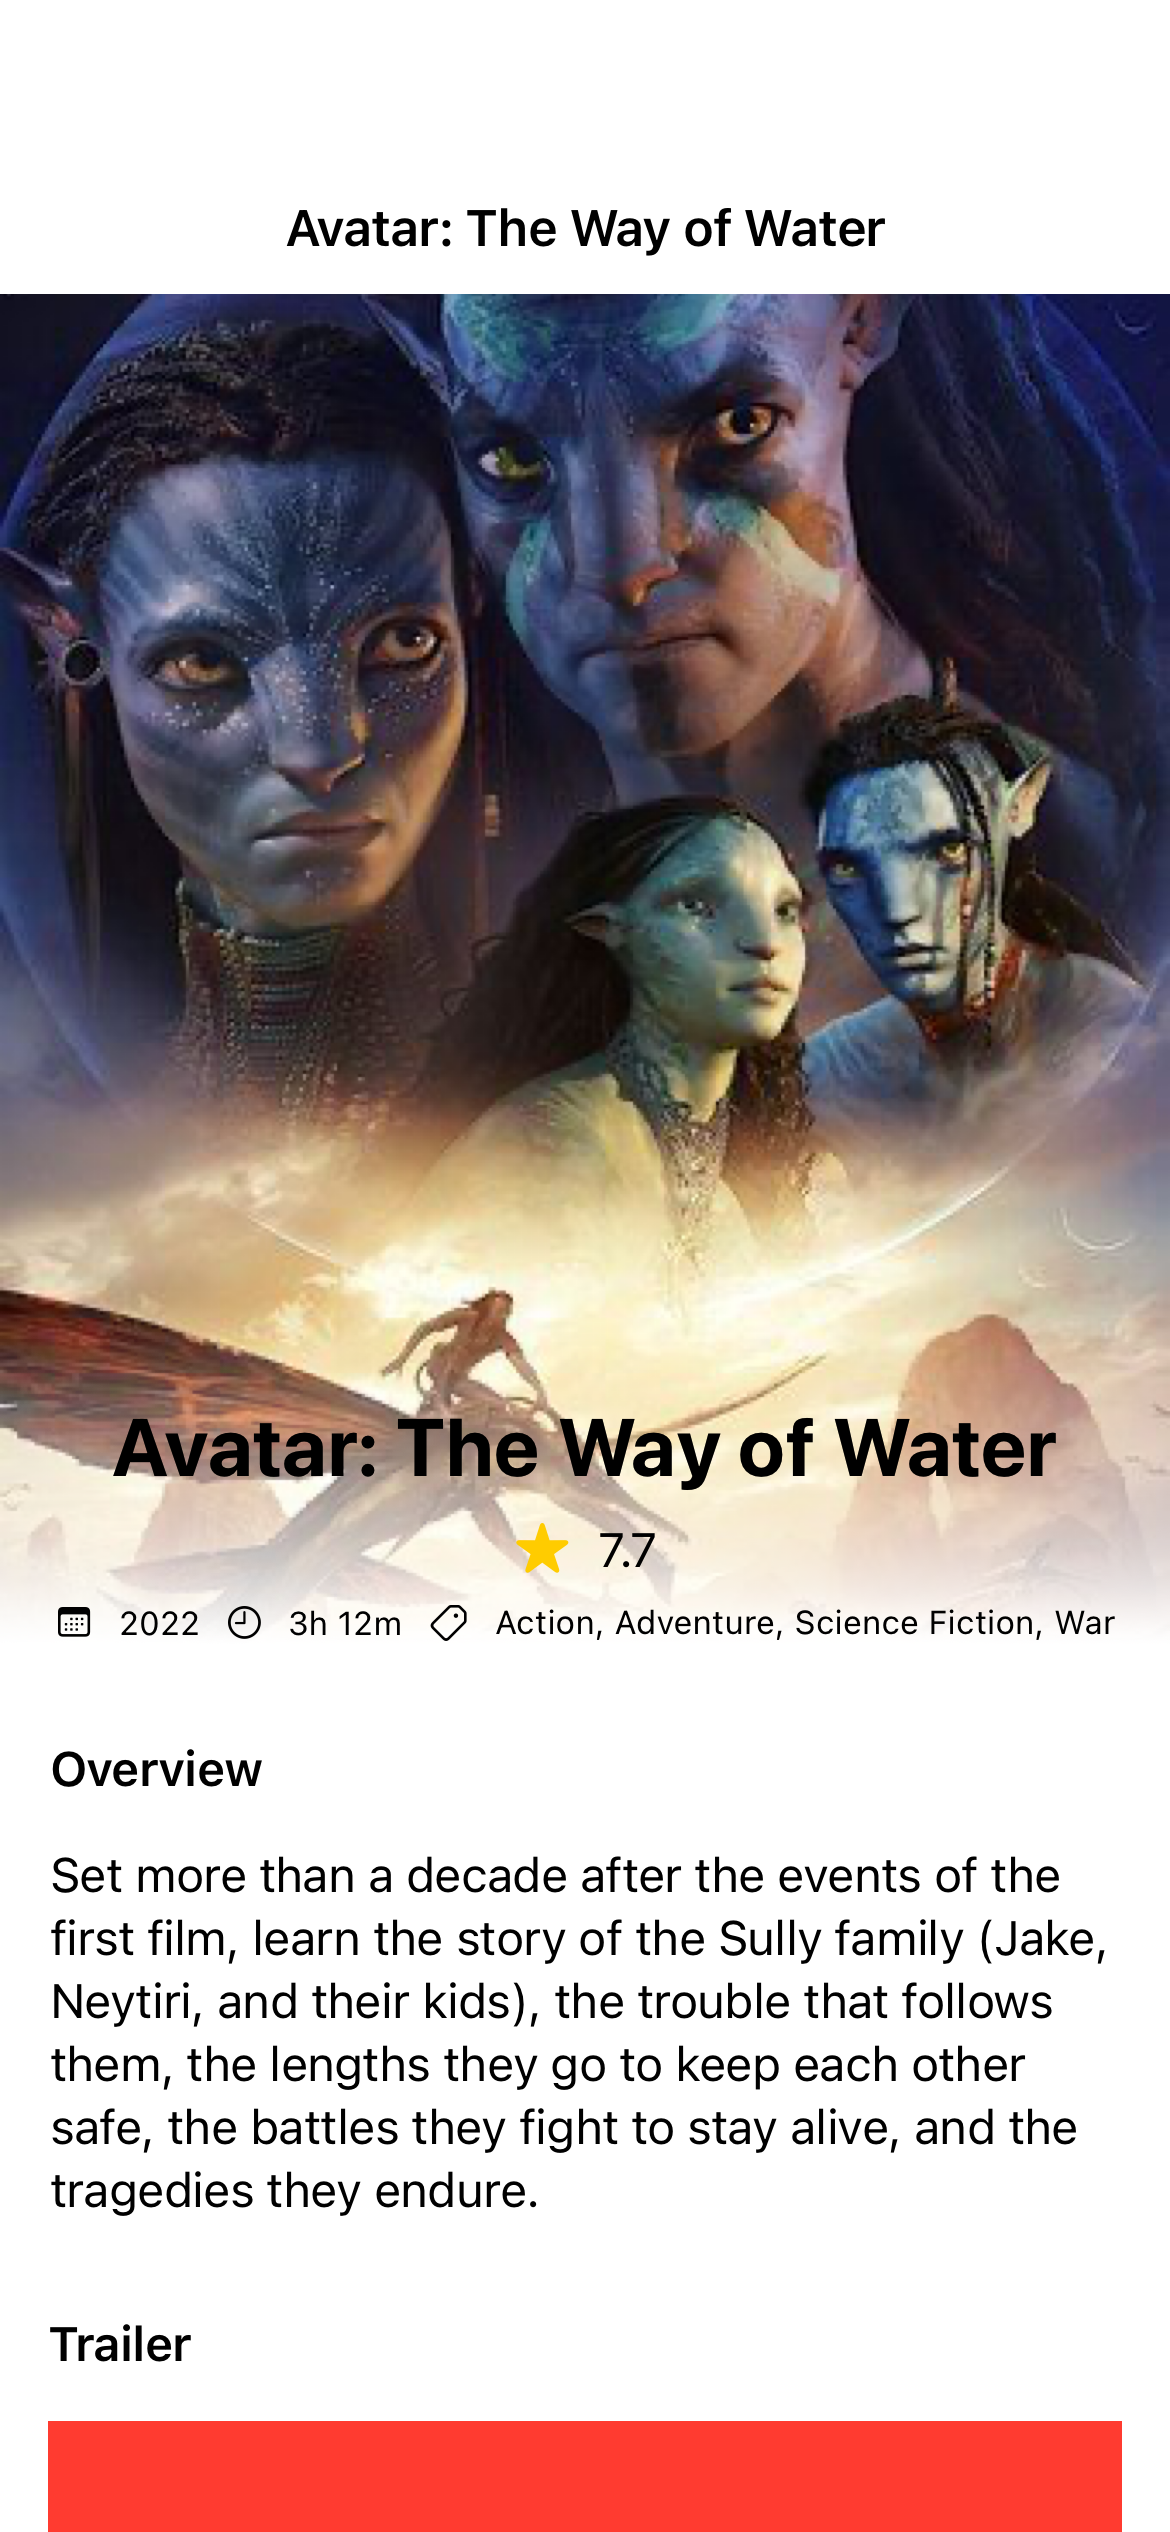 Avatar: The Way of Water
Avatar: The Way of Water
7.7
2022 3h 12m Action, Adventure, Science Fiction, War
Overview
Set more than a decade after the events of the
first film, learn the story of the Sully family (Jake,
Neytiri, and their kids), the trouble that follows
them, the lengths they go to keep each other
safe, the battles they fight to stay alive, and the
tragedies they endure.
Trailer